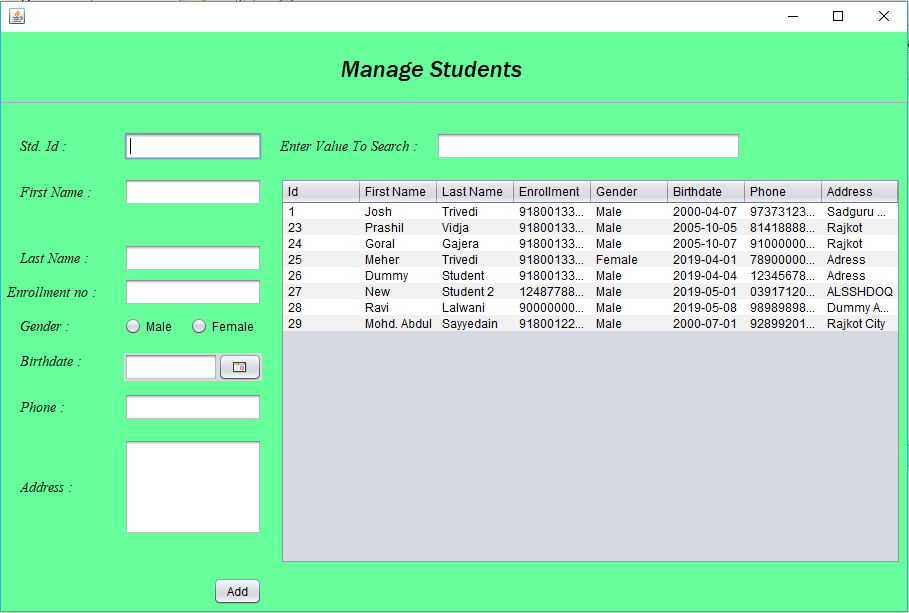 Manage Students
Std. Id :
Enter Value To Search :
First Name :
Last Name :
Enrollment no :
Gender :
Male
Female
Birthdate :
Phone :
Address :
Add
Id First Name Last Name Enrollment Gender Birthdate Phone Address
1 Josh Trivedi 91800133... Male 2000-04-07 97373123... Sadguru ...
23 Prashil Vidja 91800133... Male 2005-10-05 81418888... Rajkot
24 Goral Gajera 91800133... Male 2005-10-07 91000000... Rajkot
25 Meher Trivedi 91800133... Female 2019-04-01 78900000... Adress
26 Dummy Student 91800133... Male 2019-04-04 12345678... Adress
27 New Student 2 12487788... Male 2019-05-01 03917120... ALSSHDOQ
28 Ravi Lalwani 90000000... Male 2019-05-08 98989898... Dummy A...
29 Mohd. Abdul Sayyedain 91800122... Male 2000-07-01 92899201... Rajkot City